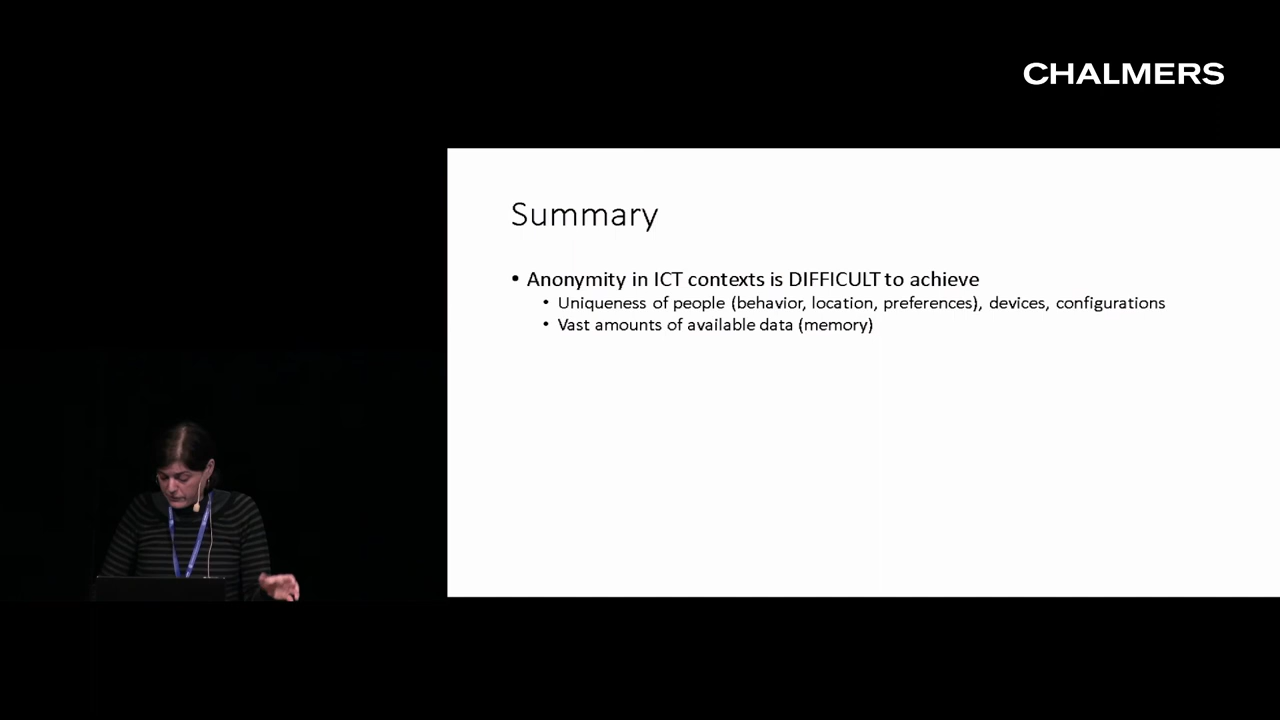 CHALMERS
Summary
• Anonymity in ICT contexts is DIFFICULT to achieve
• Uniqueness of people (behavior, location, preferences), devices, configurations
• Vast amounts of available data (memory)